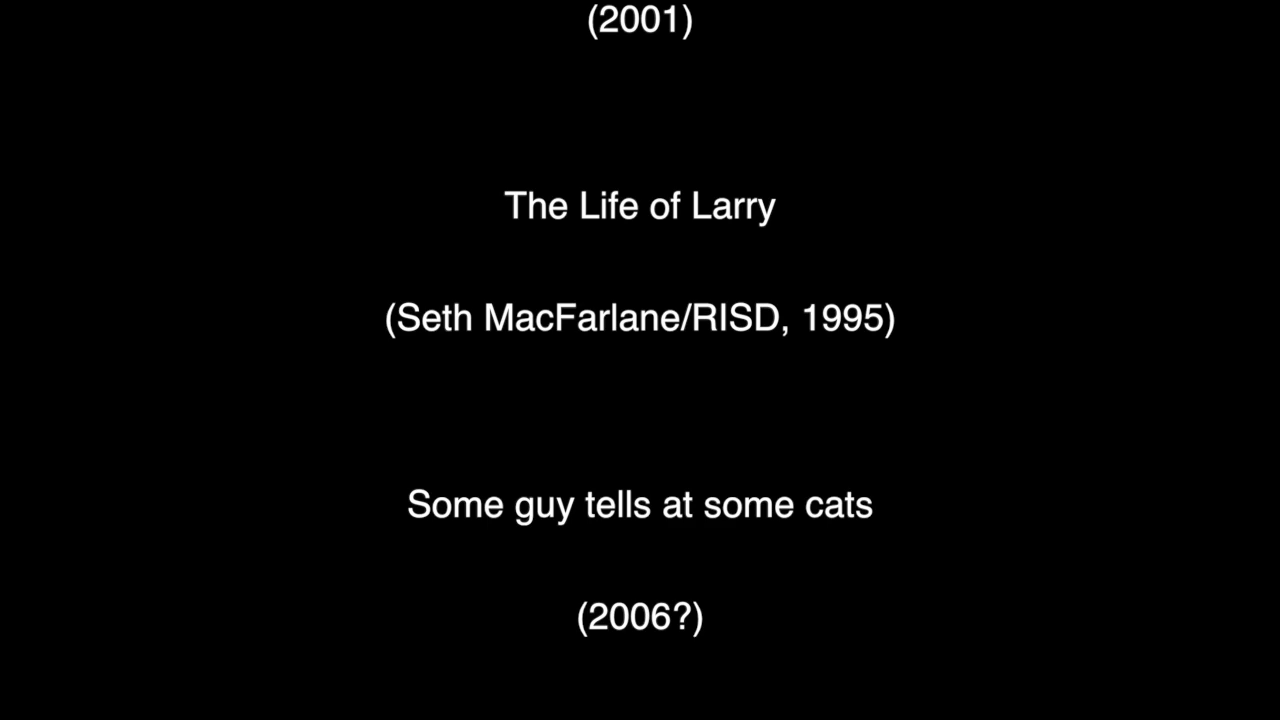 (2001)
The Life of Larry
(Seth MacFarlane/RISD, 1995)
Some guy tells at some cats
(2006?)